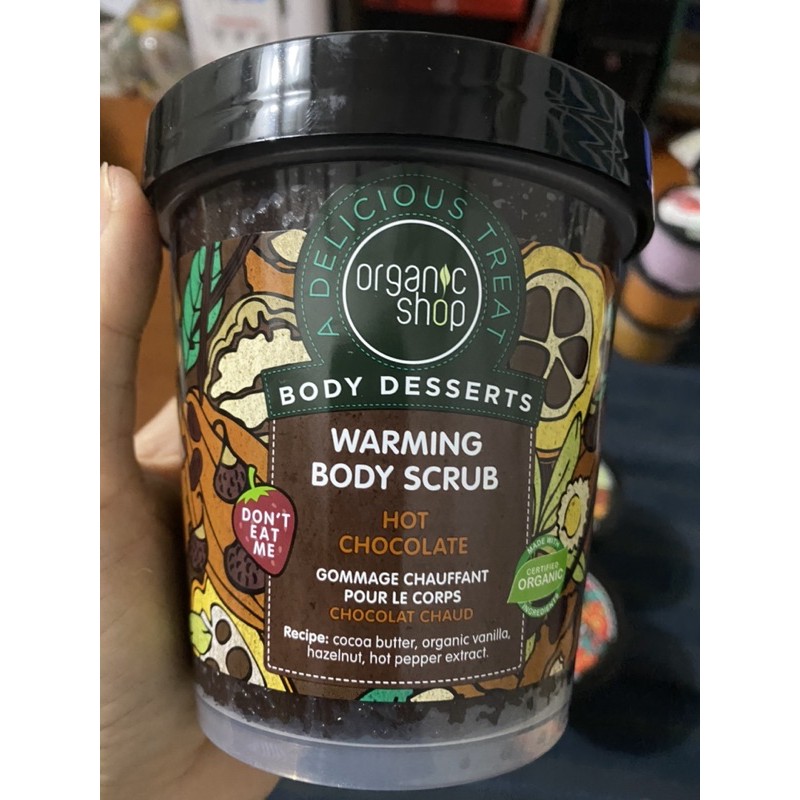 A DELICIOUS TREAT
organic
shop
BODY DESSERTS
WARMING
BODY SCRUB
HOT
CHOCOLATE
GOMMAGE CHAUFFANT
POUR LE CORPS
CHOCOLAT CHAUD
Recipe: cocoa butter, organic vanilla,
hazelnut, hot pepper extract.
DON'T
EAT
ME
MADE WITH
CERTIFIED
ORGANIC
INGREDIENTS